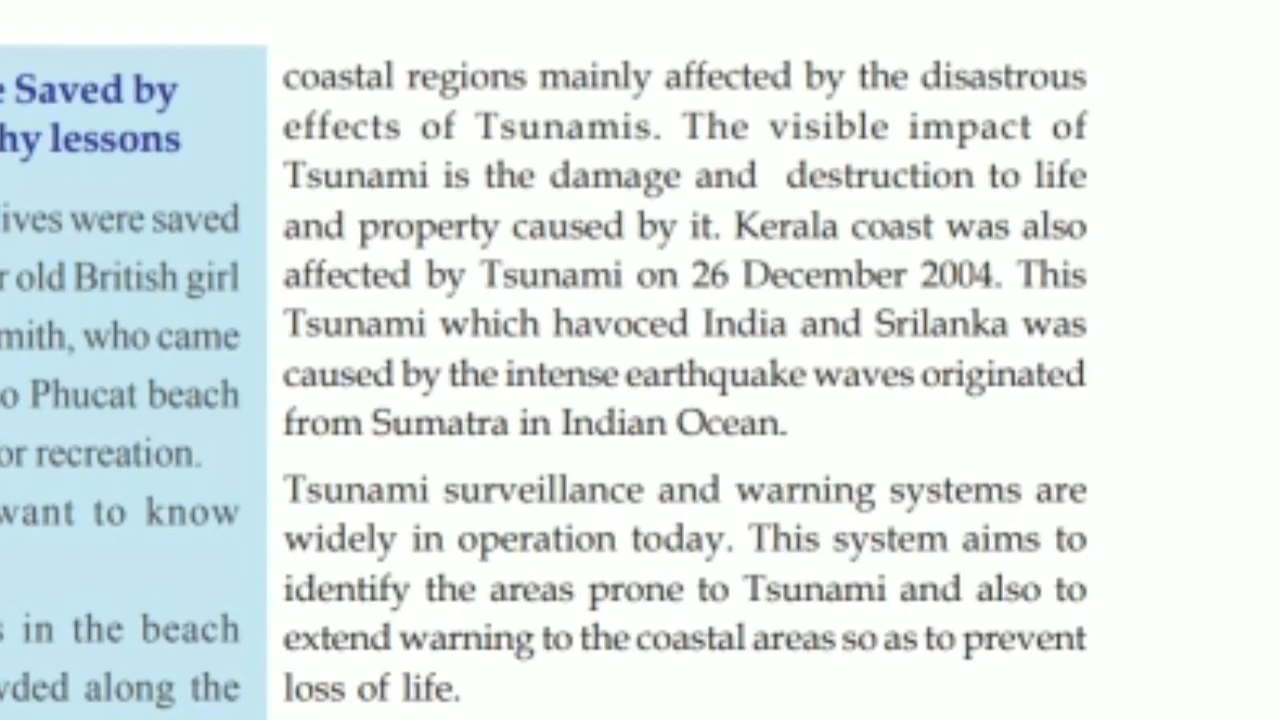 Saved by
hy lessons
ives were saved
r old British girl
mith, who came
o Phucat beach
or recreation.
want to know
in the beach
ded along the
coastal regions mainly affected by the disastrous
effects of Tsunamis. The visible impact of
Tsunami is the damage and destruction to life
and property caused by it. Kerala coast was also
affected by Tsunami on 26 December 2004. This
Tsunami which havoced India and Srilanka was
caused by the intense earthquake waves originated
from Sumatra in Indian Ocean.
Tsunami surveillance and warning systems are
widely in operation today. This system aims to
identify the areas prone to Tsunami and also to
extend warning to the coastal areas so as to prevent
loss of life.